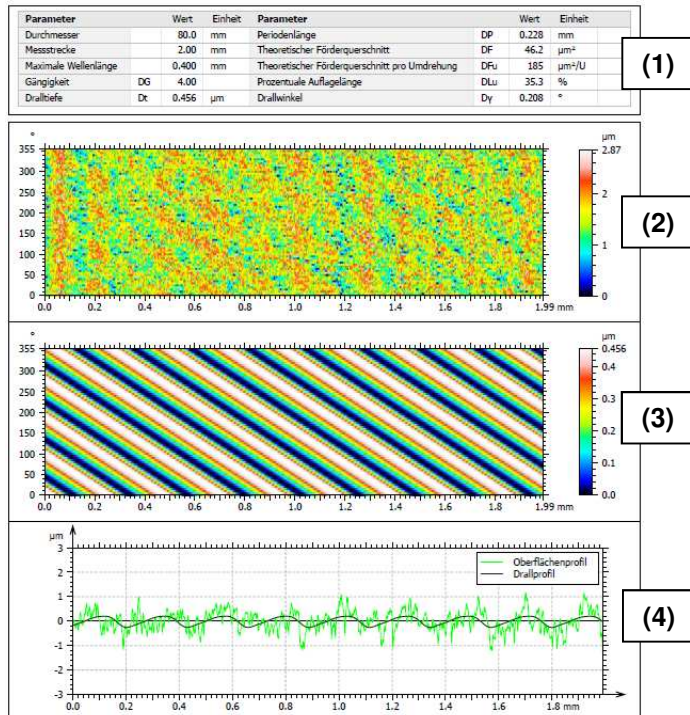 Parameter Wert Einheit Parameter Wert Einheit
Durchmesser 80.0 mm Periodenlänge DP 0.228 mm
Messstrecke 2.00 mm Theoretischer Förderquerschnitt DF 46.2 µm²
Maximale Wellenlänge 0.400 mm Theoretischer Förderquerschnitt pro Umdrehung DFu 185 µm²/U
Gängigkeit DG 4.00 Prozentuale Auflagelänge DLu 35.3 %
Dralltiefe Dt 0.456 µm Drallwinkel Dγ 0.208 °
(1)
° µm
355 2.87
300
250 2
200
150 1
100
50
0 0
0.0 0.2 0.4 0.6 0.8 1.0 1.2 1.4 1.6 1.8 1.99 mm
(2)
° µm
355 0.456
300 0.4
250 0.3
200
150 0.2
100 0.1
50
0 0.0
0.0 0.2 0.4 0.6 0.8 1.0 1.2 1.4 1.6 1.8 1.99 mm
(3)
µm
3
2
1
0
-1
-2
-3
Oberflächenprofil
Drallprofil
0.0 0.2 0.4 0.6 0.8 1.0 1.2 1.4 1.6 1.8 mm
(4)